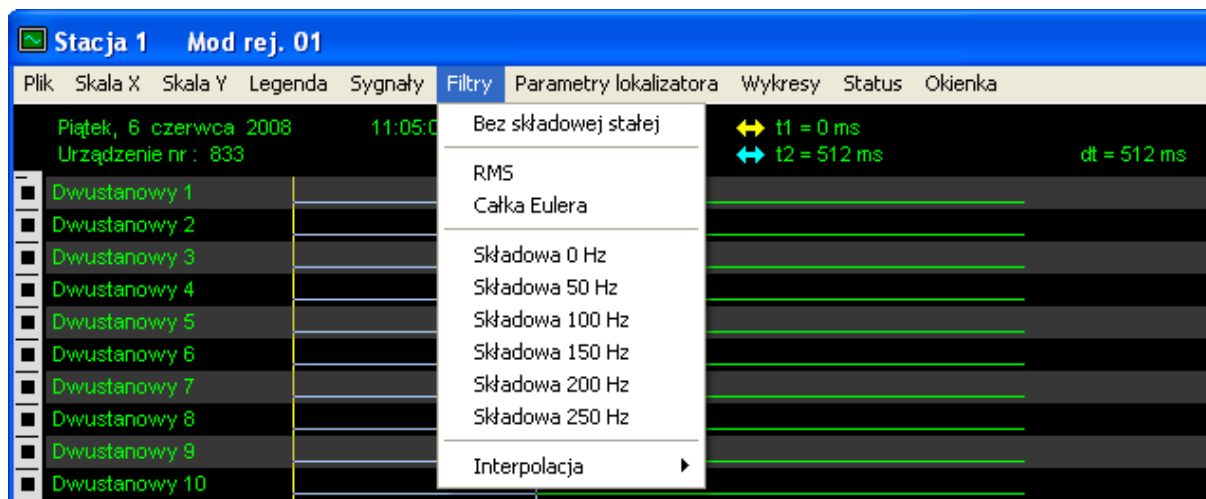 Stacja 1 Mod rej. 01
Plik Skala X Skala Y Legenda Sygnały Filtry Parametry lokalizatora Wykresy Status Okienka
Piątek, 6 czerwca 2008 11:05:0 t1 = 0 ms
Urządzenie nr : 833 t2 = 512 ms dt = 512 ms
Bez składowej stałej
RMS
Całka Eulera
Składowa 0 Hz
Składowa 50 Hz
Składowa 100 Hz
Składowa 150 Hz
Składowa 200 Hz
Składowa 250 Hz
Interpolacja
Dwustanowy 1
Dwustanowy 2
Dwustanowy 3
Dwustanowy 4
Dwustanowy 5
Dwustanowy 6
Dwustanowy 7
Dwustanowy 8
Dwustanowy 9
Dwustanowy 10